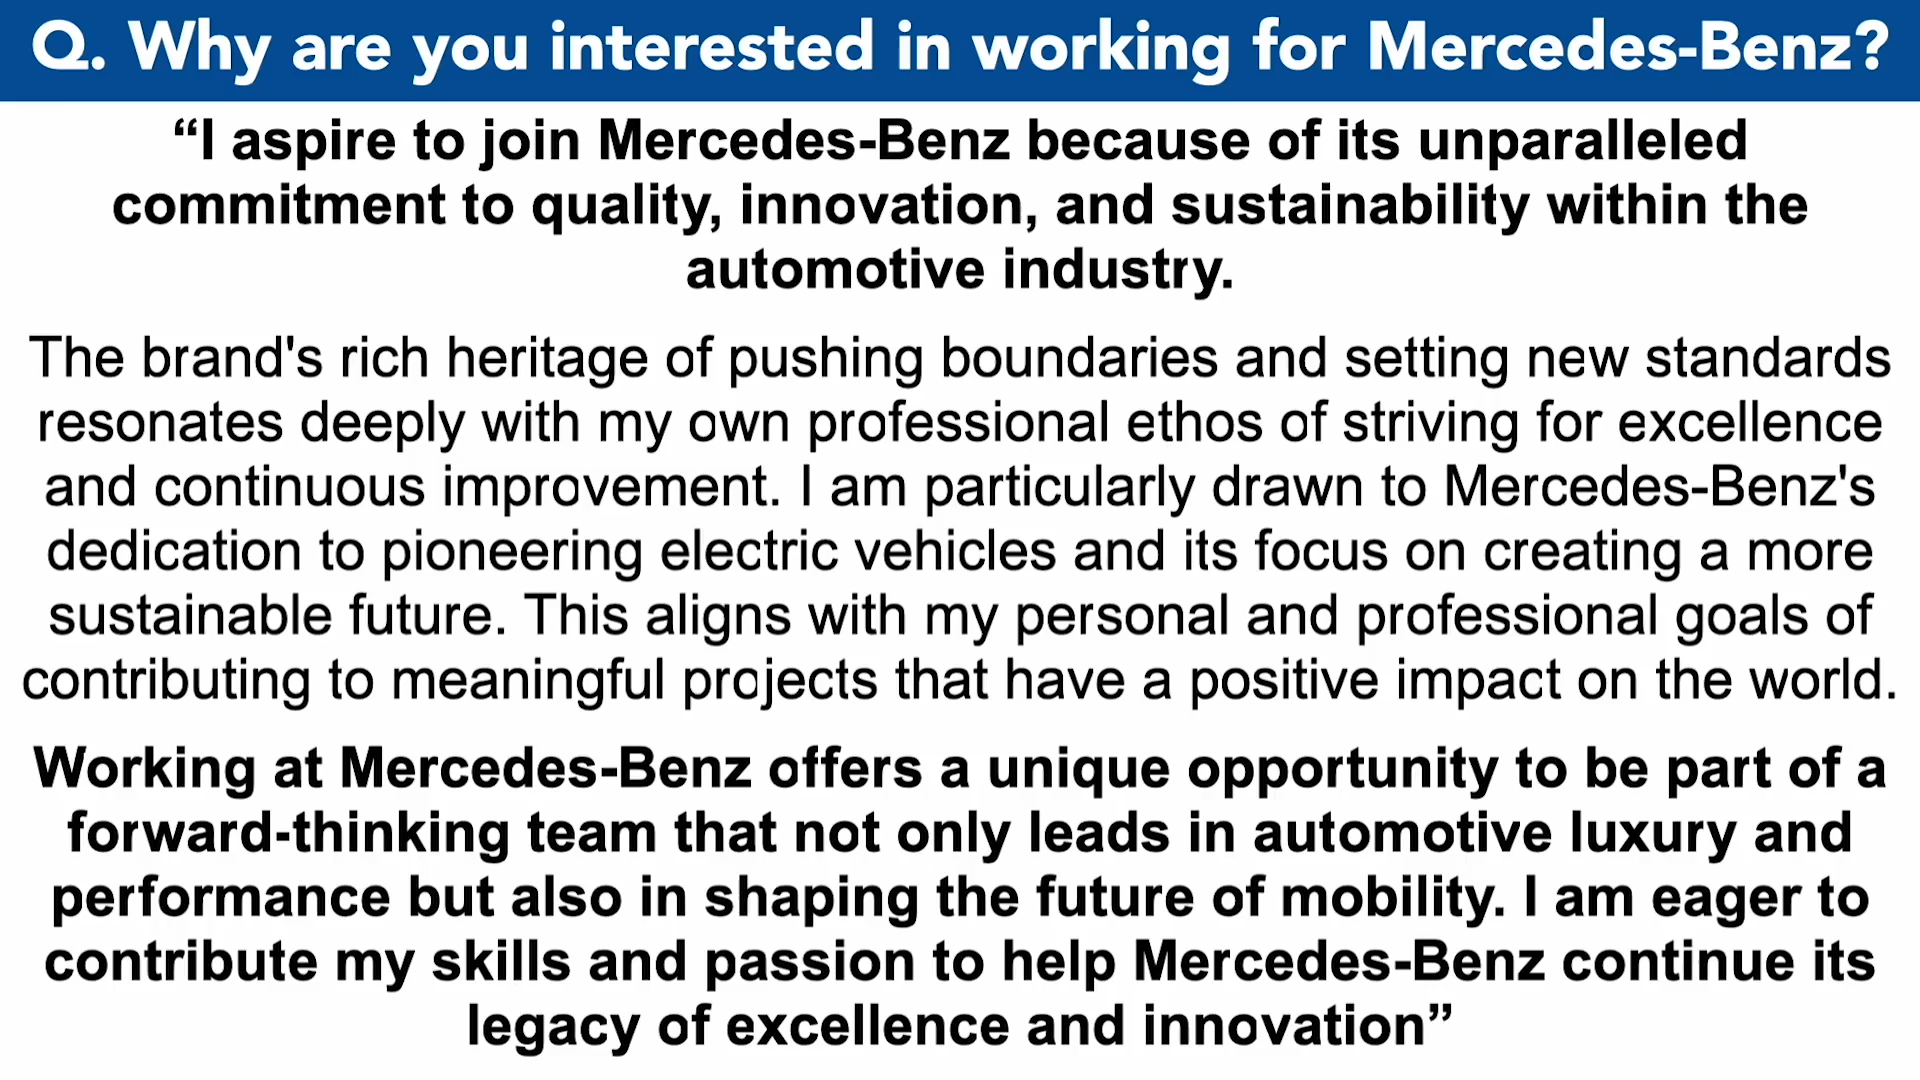 Q. Why are you interested in working for Mercedes-Benz?
“I aspire to join Mercedes-Benz because of its unparalleled
commitment to quality, innovation, and sustainability within the
automotive industry.
The brand's rich heritage of pushing boundaries and setting new standards
resonates deeply with my own professional ethos of striving for excellence
and continuous improvement. I am particularly drawn to Mercedes-Benz's
dedication to pioneering electric vehicles and its focus on creating a more
sustainable future. This aligns with my personal and professional goals of
contributing to meaningful projects that have a positive impact on the world.
Working at Mercedes-Benz offers a unique opportunity to be part of a
forward-thinking team that not only leads in automotive luxury and
performance but also in shaping the future of mobility. I am eager to
contribute my skills and passion to help Mercedes-Benz continue its
legacy of excellence and innovation”